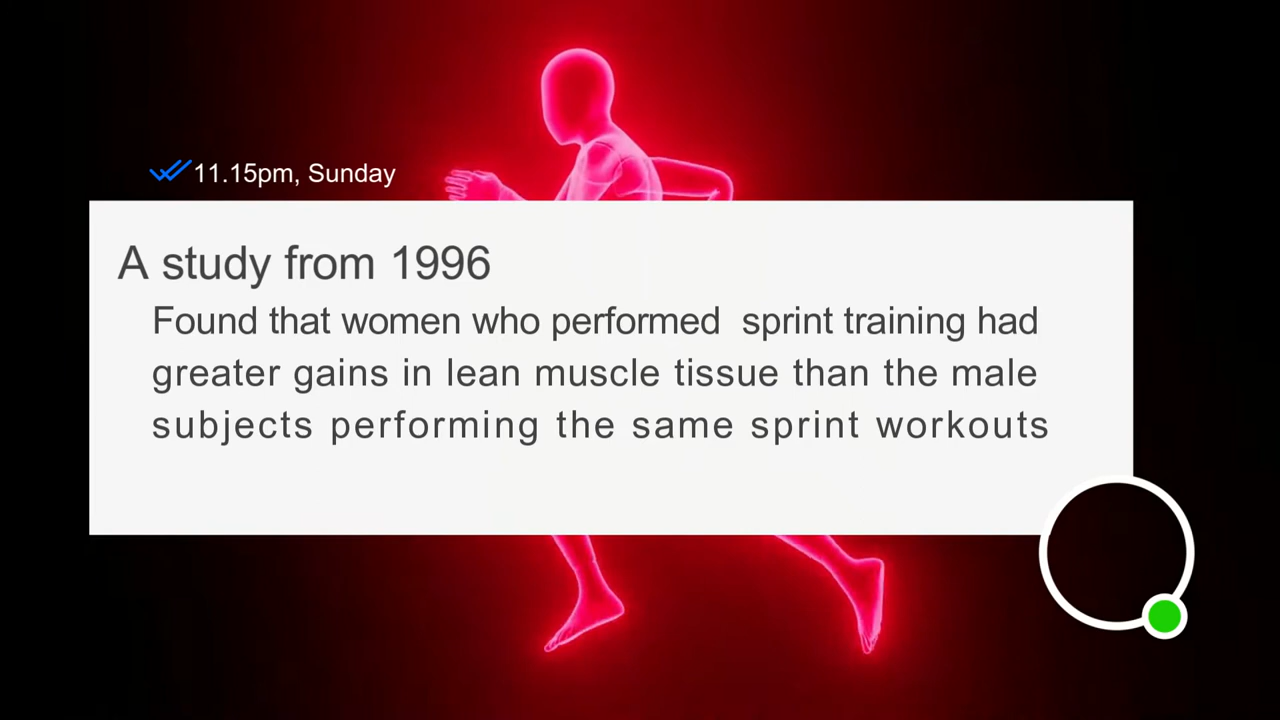 11.15pm, Sunday
A study from 1996
Found that women who performed sprint training had
greater gains in lean muscle tissue than the male
subjects performing the same sprint workouts